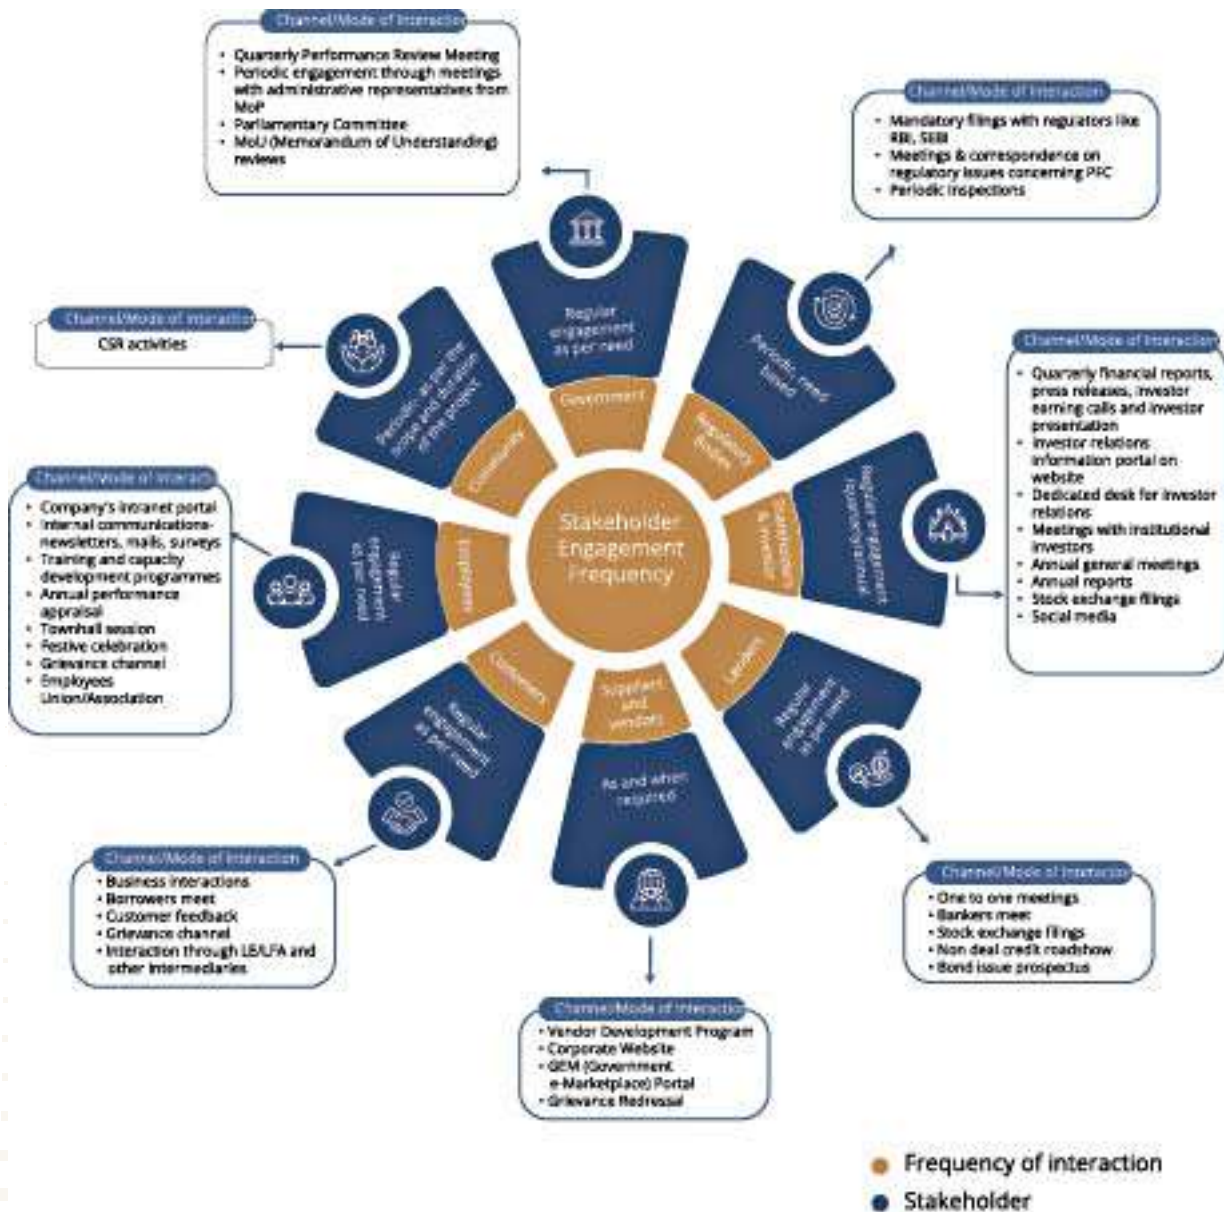 Channel/Mode of Interaction
• Quarterly Performance Review Meeting
• Periodic engagement through meetings
with administrative representatives from
MoP
• Parliamentary Committee
• MoU (Memorandum of Understanding)
reviews
Channel/Mode of Interaction
• Mandatory filings with regulators like
RBI, SEBI
• Meetings & correspondence on
regulatory issues concerning PFC
• Periodic inspections
Channel/Mode of Interaction
• Quarterly financial reports,
press releases, investor
earning calls and investor
presentation
• Investor relations
information portal on
website
• Dedicated desk for investor
relations
• Meetings with institutional
investors
• Annual general meetings
• Annual reports
• Stock exchange filings
• Social media
Channel/Mode of Interaction
• One to one meetings
• Bankers meet
• Stock exchange filings
• Non deal credit roadshow
• Bond issue prospectus
Channel/Mode of Interaction
• Vendor Development Program
• Corporate Website
• GEM (Government
e-Marketplace) Portal
• Grievance Redressal
Channel/Mode of Interaction
• Business interactions
• Borrowers meet
• Customer feedback
• Grievance channel
• Interaction through LE/LFA and
other intermediaries
Channel/Mode of Interact
• Company's intranet portal
• Internal communications-
newsletters, mails, surveys
• Training and capacity
development programmes
• Annual performance
appraisal
• Townhall session
• Festive celebration
• Grievance channel
• Employees
Union/Association
Channel/Mode of Interaction
CSR activities
Regular
engagement
as per need
Government
Periodic, need
based
Regulatory
Bodies
Regular engagement
Shareholders
& Investor
Regular
engagement
as per need
Lenders
As and when
required
Suppliers
and
vendors
Regular
engagement
as per need
Customers
Regular
engagement
as per need
Employees
Periodic, as per the
scope and duration
of the project
Community
Stakeholder
Engagement
Frequency
Frequency of interaction
Stakeholder